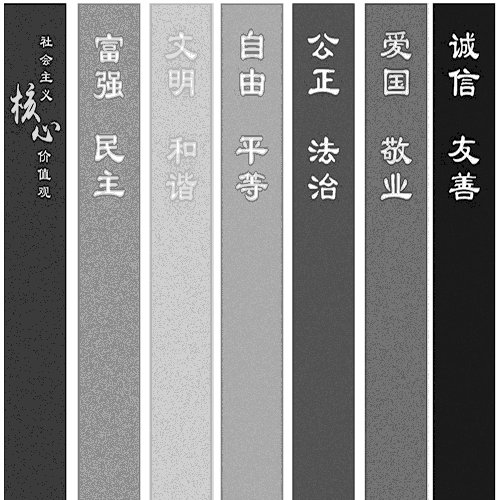 社会主义
核心
价值观
富强 民主
文明 和谐
自由 平等
公正 法治
爱国 敬业
诚信 友善